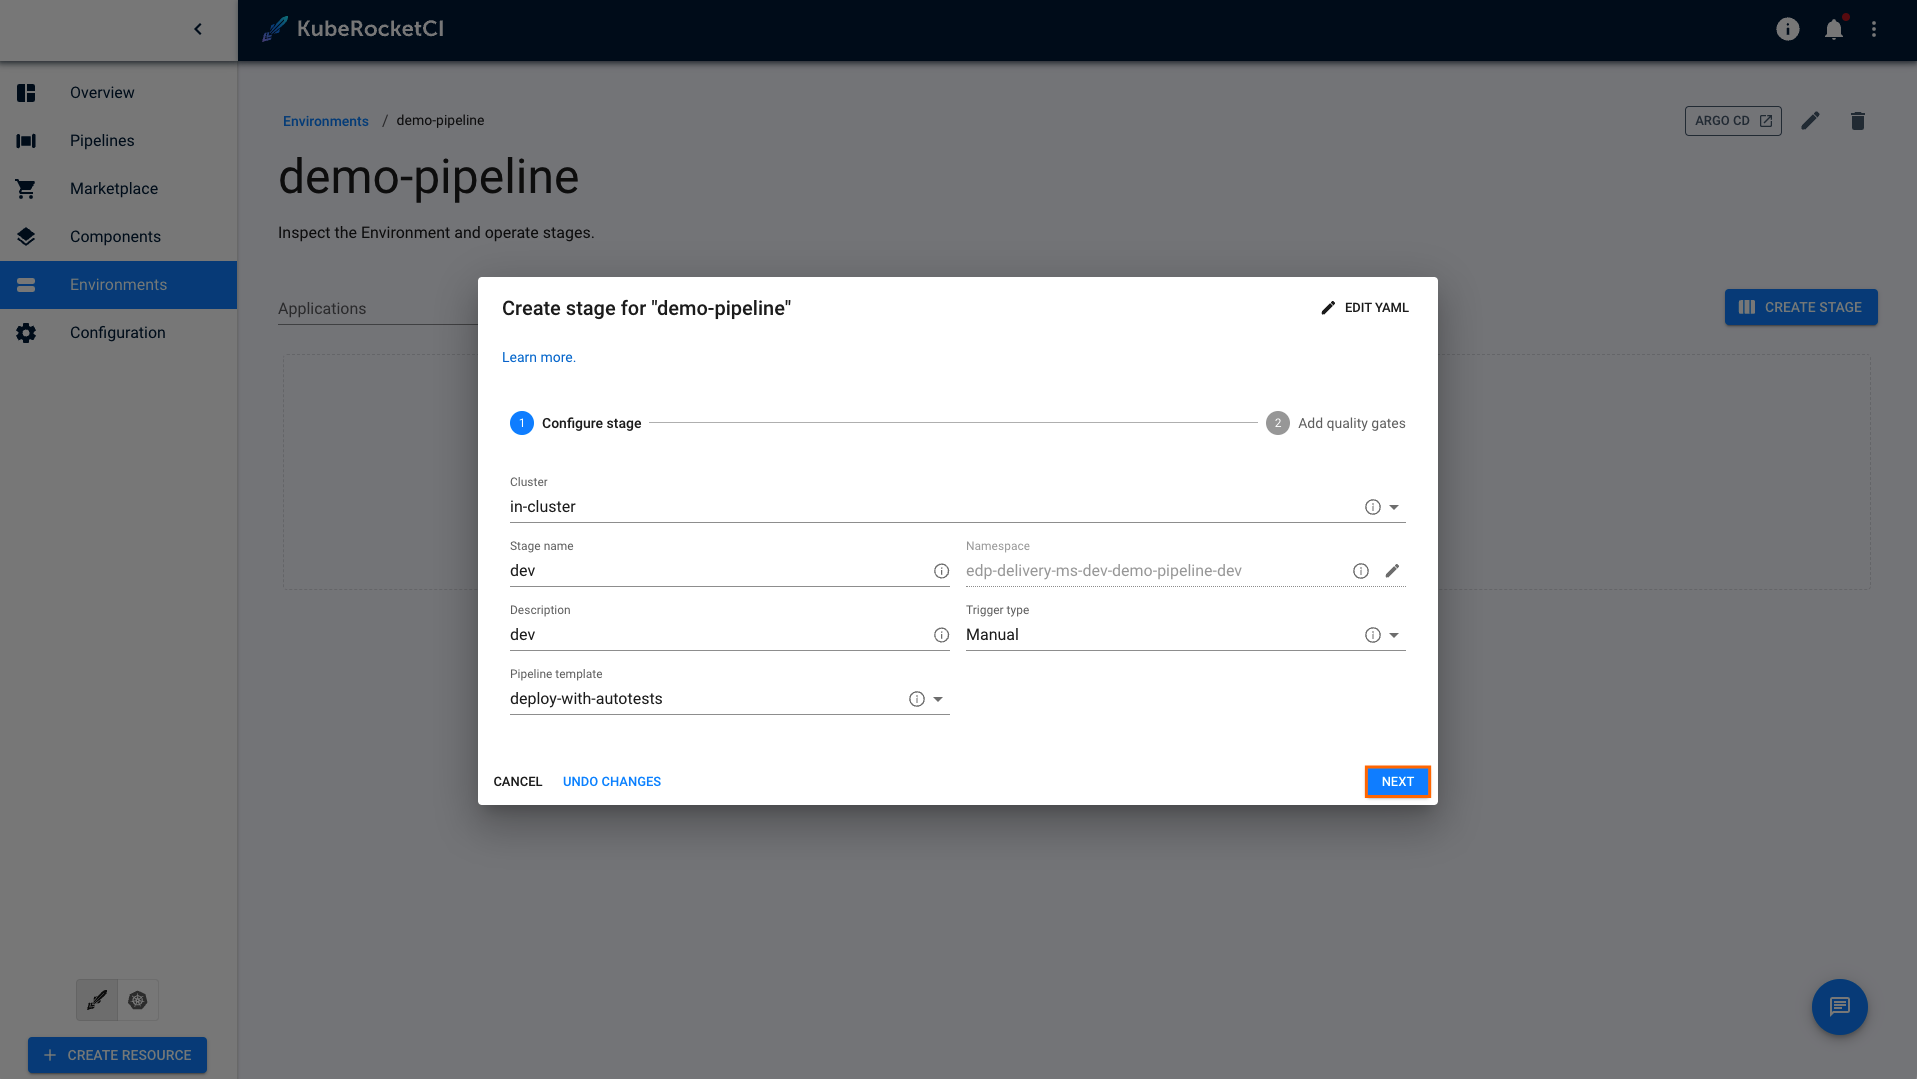 KubeRocketCI
Overview
Pipelines
Marketplace
Components
Environments
Configuration
CREATE RESOURCE
Environments / demo-pipeline
ARGO CD
demo-pipeline
Inspect the Environment and operate stages.
Applications
CREATE STAGE
Create stage for "demo-pipeline"
EDIT YAML
Learn more.
1 Configure stage
2 Add quality gates
Cluster
in-cluster
Stage name
dev
Namespace
edp-delivery-ms-dev-demo-pipeline-dev
Description
dev
Trigger type
Manual
Pipeline template
deploy-with-autotests
CANCEL
UNDO CHANGES
NEXT